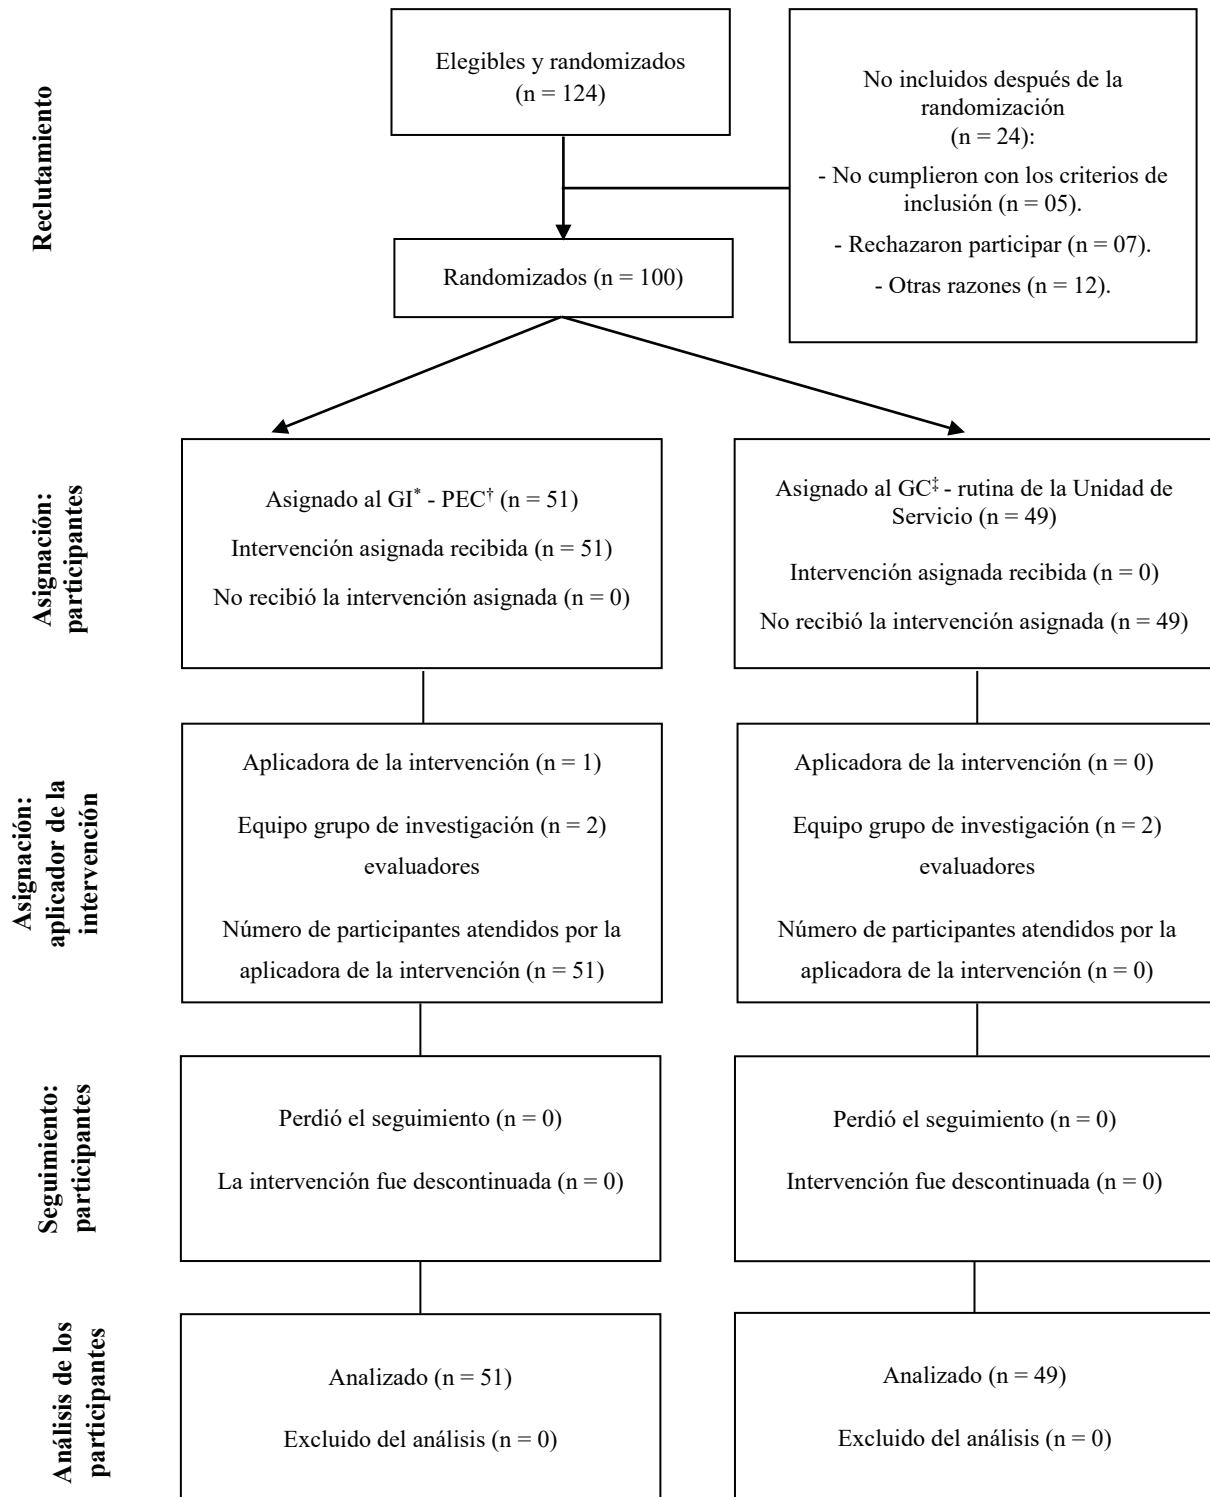 Reclutamiento
Elegibles y randomizados
(n = 124)
No incluidos después de la
randomización
(n = 24):
- No cumplieron con los criterios de
inclusión (n = 05).
- Rechazaron participar (n = 07).
- Otras razones (n = 12).
Randomizados (n = 100)
Asignación:
participantes
Asignado al GI* - PEC† (n = 51)
Intervención asignada recibida (n = 51)
No recibió la intervención asignada (n = 0)
Asignado al GC‡ - rutina de la Unidad de
Servicio (n = 49)
Intervención asignada recibida (n = 0)
No recibió la intervención asignada (n = 49)
Asignación:
aplicador de la
intervención
Aplicadora de la intervención (n = 1)
Equipo grupo de investigación (n = 2)
evaluadores
Número de participantes atendidos por la
aplicadora de la intervención (n = 51)
Aplicadora de la intervención (n = 0)
Equipo grupo de investigación (n = 2)
evaluadores
Número de participantes atendidos por la
aplicadora de la intervención (n = 0)
Seguimiento:
participantes
Perdió el seguimiento (n = 0)
La intervención fue descontinuada (n = 0)
Perdió el seguimiento (n = 0)
Intervención fue descontinuada (n = 0)
Análisis de los
participantes
Analizado (n = 51)
Excluido del análisis (n = 0)
Analizado (n = 49)
Excluido del análisis (n = 0)